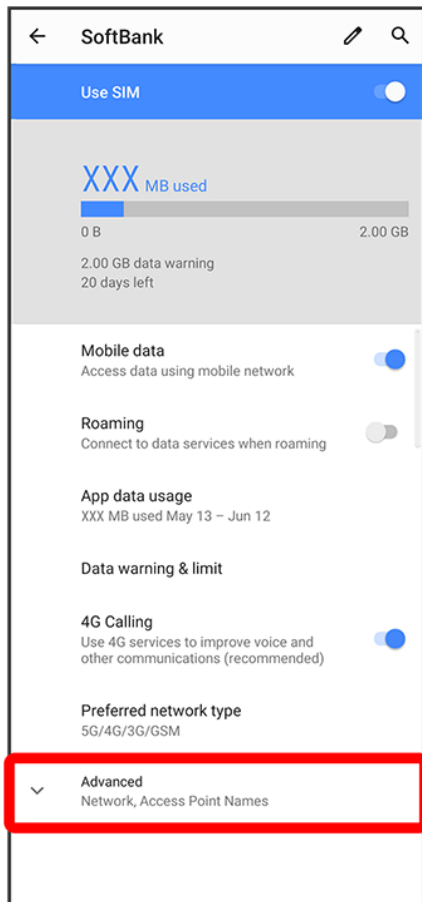 SoftBank
Use SIM
XXX MB used
0 B 2.00 GB
2.00 GB data warning
20 days left
Mobile data
Access data using mobile network
Roaming
Connect to data services when roaming
App data usage
XXX MB used May 13 – Jun 12
Data warning & limit
4G Calling
Use 4G services to improve voice and
other communications (recommended)
Preferred network type
5G/4G/3G/GSM
Advanced
Network, Access Point Names